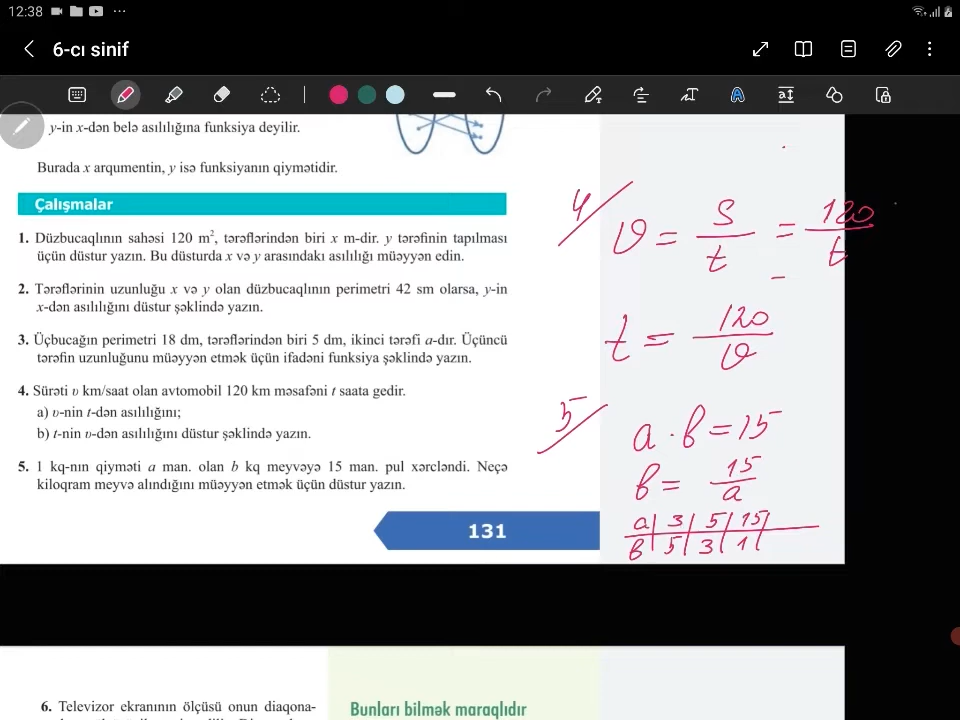 12:38
6-cı sinif
y-in x-dən belə asılılığına funksiya deyilir.
Burada x arqumentin, y isə funksiyanın qiymətidir.
Çalışmalar
1. Düzbucaqlının sahəsi 120 m², tərəflərindən biri x m-dir. y tərəfinin tapılması
üçün düstur yazın. Bu düsturda x və y arasındakı asılılığı müəyyən edin.
2. Tərəflərinin uzunluğu x və y olan düzbucaqlının perimetri 42 sm olarsa, y-in
x-dən asılılığını düstur şəklində yazın.
3. Üçbucağın perimetri 18 dm, tərəflərindən biri 5 dm, ikinci tərəfi a-dır. Üçüncü
tərəfin uzunluğunu müəyyən etmək üçün ifadəni funksiya şəklində yazın.
4. Sürəti υ km/saat olan avtomobil 120 km məsafəni t saata gedir.
a) υ-nin t-dən asılılığını;
b) t-nin υ-dən asılılığını düstur şəklində yazın.
5. 1 kq-nın qiyməti a man. olan b kq meyvəyə 15 man. pul xərcləndi. Neçə
kiloqram meyvə alındığını müəyyən etmək üçün düstur yazın.
131
4/
υ = S/t = 120/t
t = 120/υ
5/
a · b = 15
b = 15/a
a | 3 | 5 | 15 |
b | 5 | 3 | 1 |
6. Televizor ekranının ölçüsü onun diaqona-
Bunları bilmək maraqlıdır